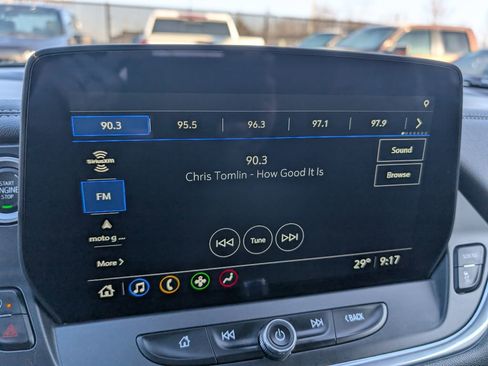 90.3 95.5 96.3 97.1 97.9
SiriusXM
FM
moto g ...
More >
90.3
Chris Tomlin - How Good It Is
Tune
Sound
Browse
29° 9:17
START
ENGINE
STOP
BACK